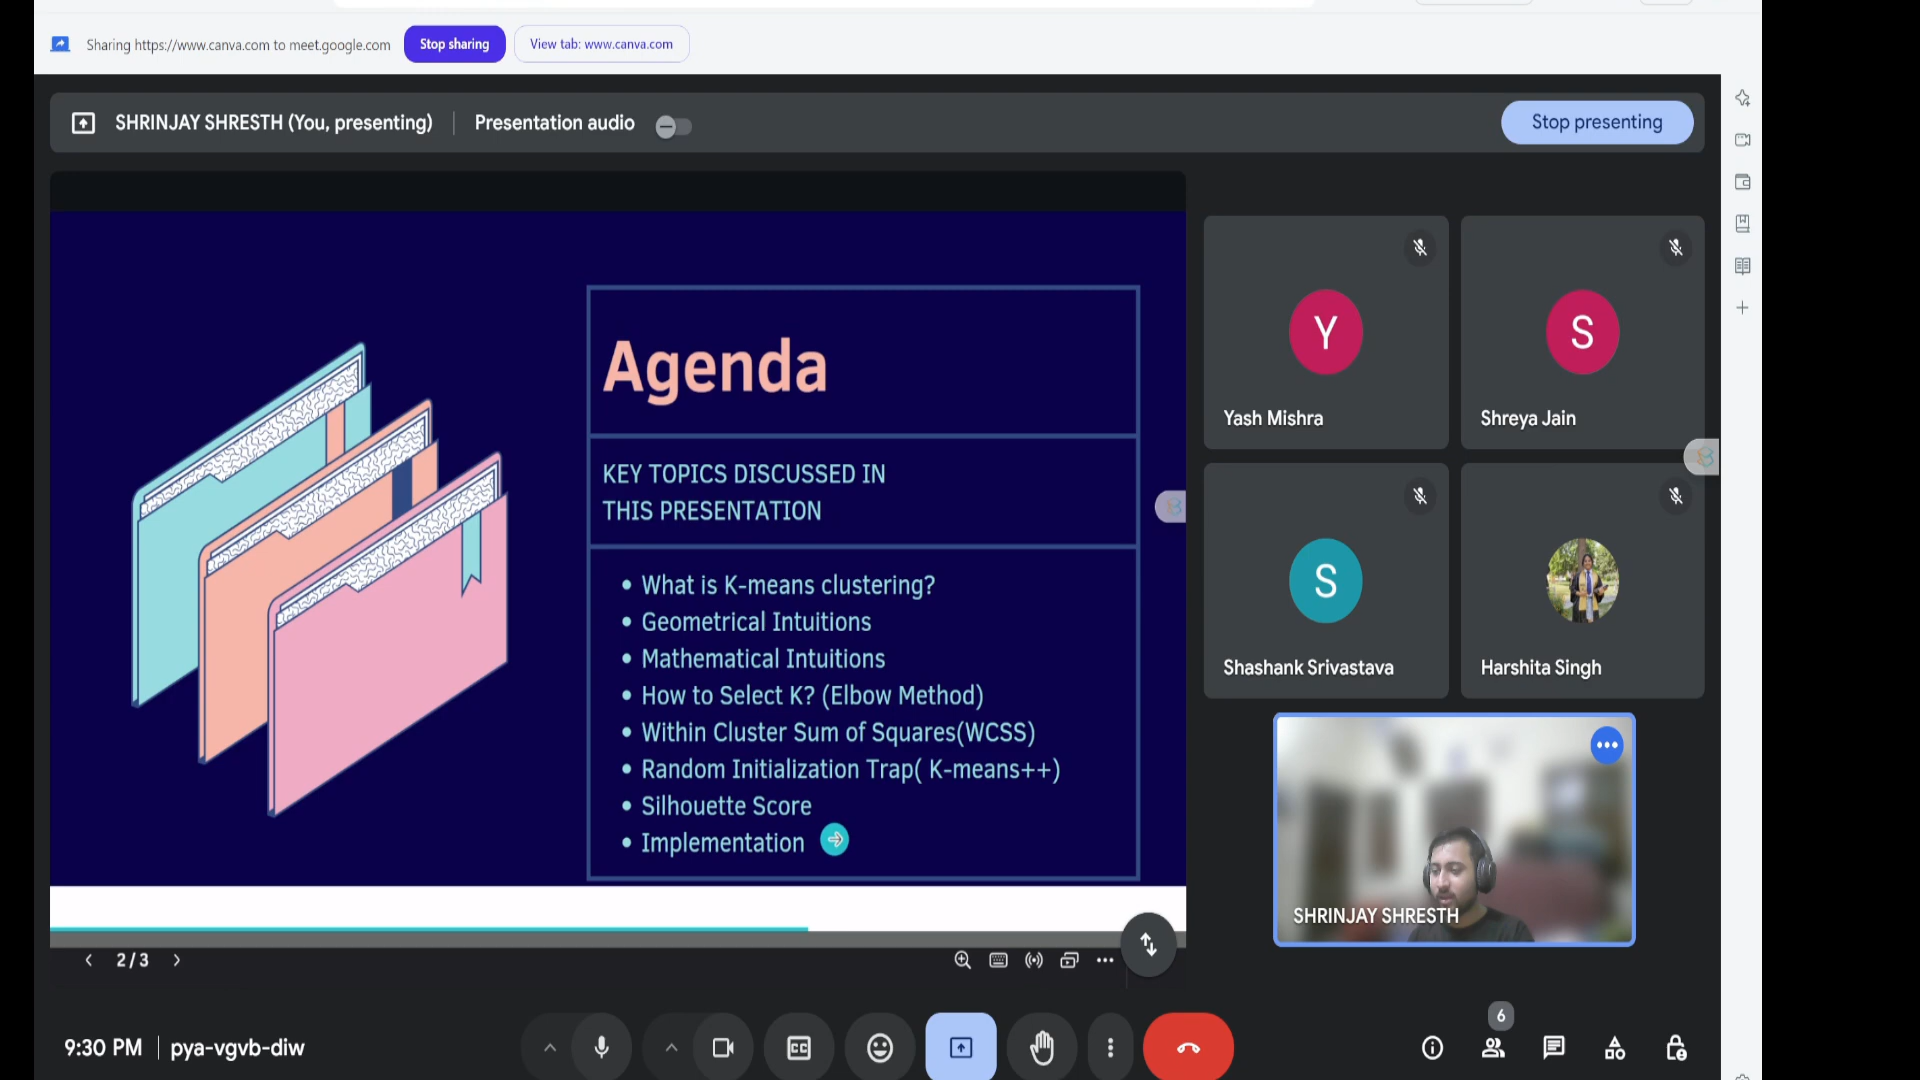 Sharing https://www.canva.com to meet.google.com
Stop sharing
View tab: www.canva.com
SHRINJAY SHRESTH (You, presenting)
Presentation audio
Stop presenting
Agenda
KEY TOPICS DISCUSSED IN
THIS PRESENTATION
• What is K-means clustering?
• Geometrical Intuitions
• Mathematical Intuitions
• How to Select K? (Elbow Method)
• Within Cluster Sum of Squares(WCSS)
• Random Initialization Trap( K-means++)
• Silhouette Score
• Implementation
Y
Yash Mishra
S
Shreya Jain
S
Shashank Srivastava
Harshita Singh
SHRINJAY SHRESTH
2/3
9:30 PM
pya-vgvb-diw
CC
6